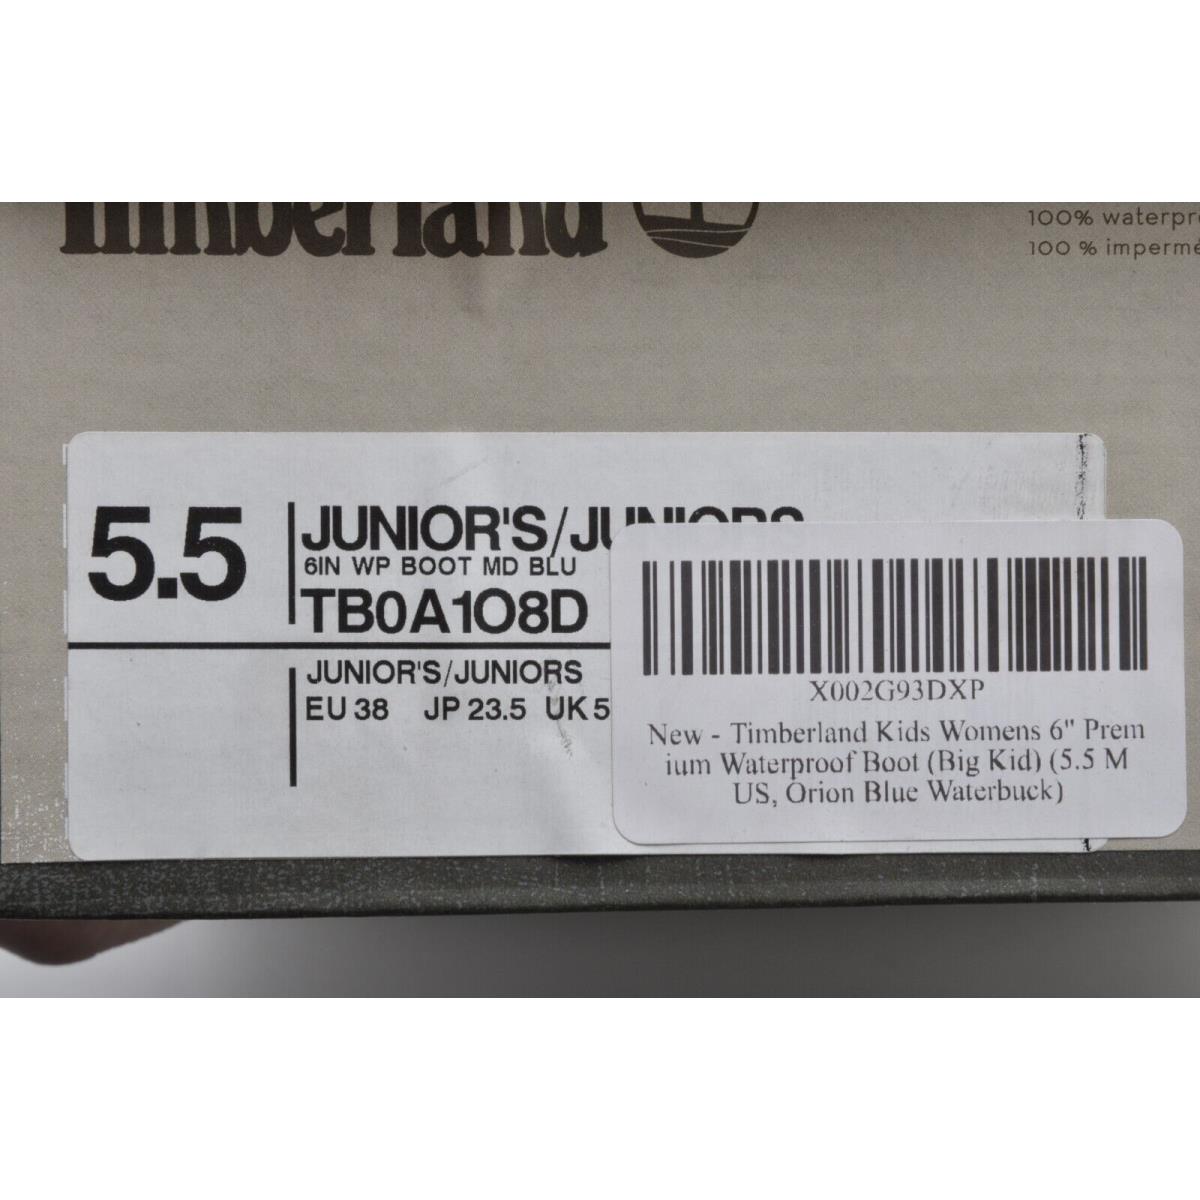 Timberland
100% waterpr
100 % impermé
5.5
JUNIOR'S/JUNIORS
6IN WP BOOT MD BLU
TB0A108D
JUNIOR'S/JUNIORS
EU 38 JP 23.5 UK 5
X002G93DXP
New - Timberland Kids Womens 6" Prem
ium Waterproof Boot (Big Kid) (5.5 M
US, Orion Blue Waterbuck)